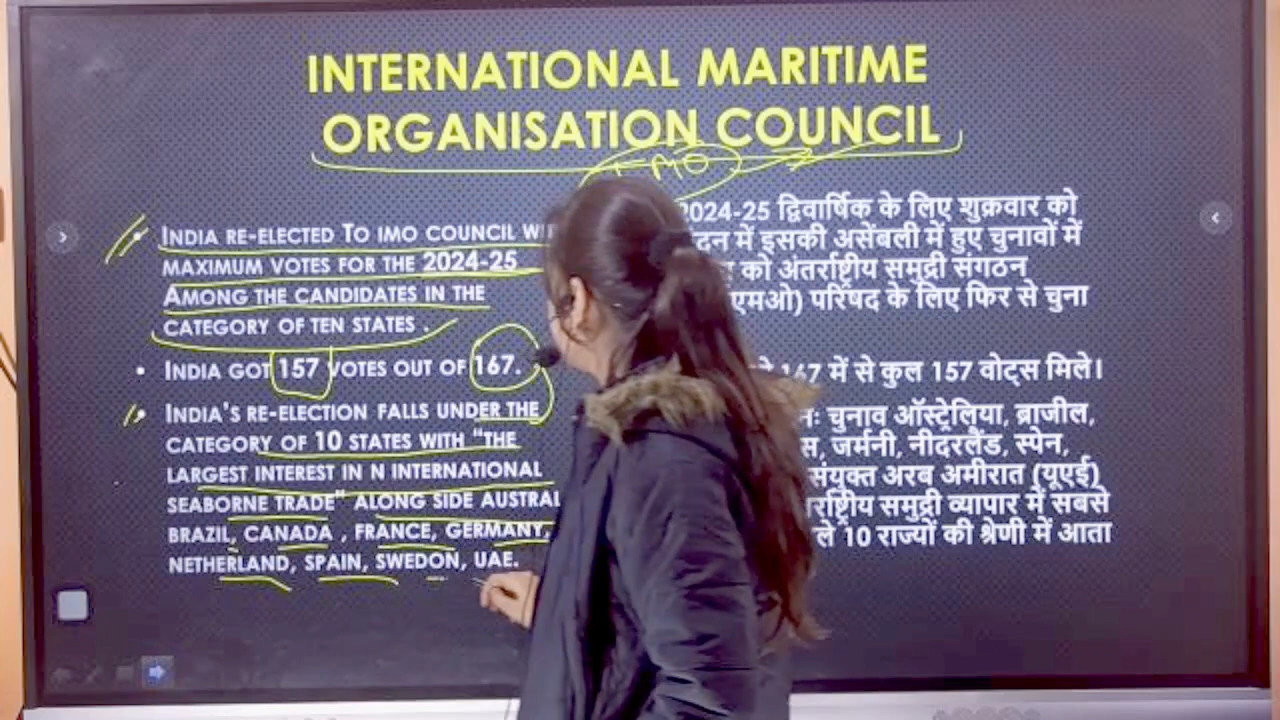 INTERNATIONAL MARITIME
ORGANISATION COUNCIL
IMO
INDIA RE-ELECTED TO IMO COUNCIL
MAXIMUM VOTES FOR THE 2024-25
AMONG THE CANDIDATES IN THE
CATEGORY OF TEN STATES .
• INDIA GOT 157 VOTES OUT OF 167.
• INDIA'S RE-ELECTION FALLS UNDER THE
CATEGORY OF 10 STATES WITH "THE
LARGEST INTEREST IN N INTERNATIONAL
SEABORNE TRADE" ALONG SIDE
BRAZIL, CANADA , FRANCE, GERMANY,
NETHERLAND, SPAIN, SWEDON, UAE.
2024-25 द्विवार्षिक के लिए शुक्रवार को
में इसकी असेंबली में हुए चुनावों में
को अंतर्राष्ट्रीय समुद्री संगठन
परिषद के लिए फिर से चुना
167 में से कुल 157 वोट्स मिले।
चुनाव ऑस्ट्रेलिया, ब्राजील,
जर्मनी, नीदरलैंड, स्पेन,
संयुक्त अरब अमीरात (यूएई)
समुद्री व्यापार में सबसे
10 राज्यों की श्रेणी में आता